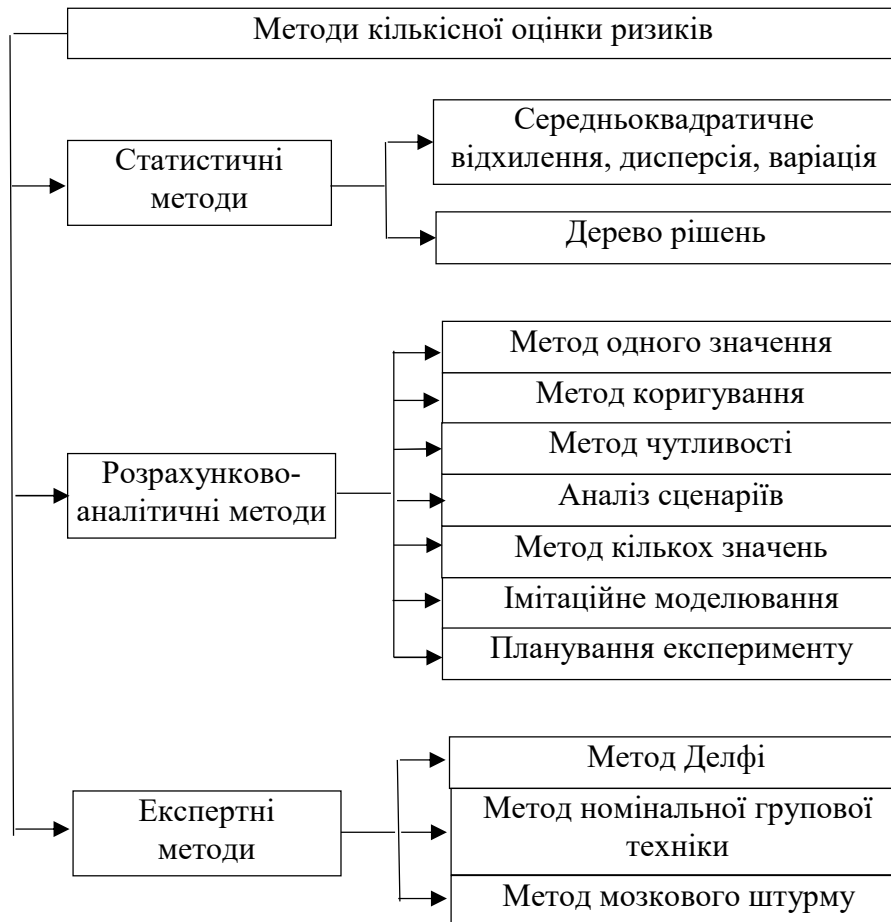 Методи кількісної оцінки ризиків
Статистичні
методи
Середньоквадратичне
відхилення, дисперсія, варіація
Дерево рішень
Розрахунково-
аналітичні методи
Метод одного значення
Метод коригування
Метод чутливості
Аналіз сценаріїв
Метод кількох значень
Імітаційне моделювання
Планування експерименту
Експертні
методи
Метод Делфі
Метод номінальної групової
техніки
Метод мозкового штурму